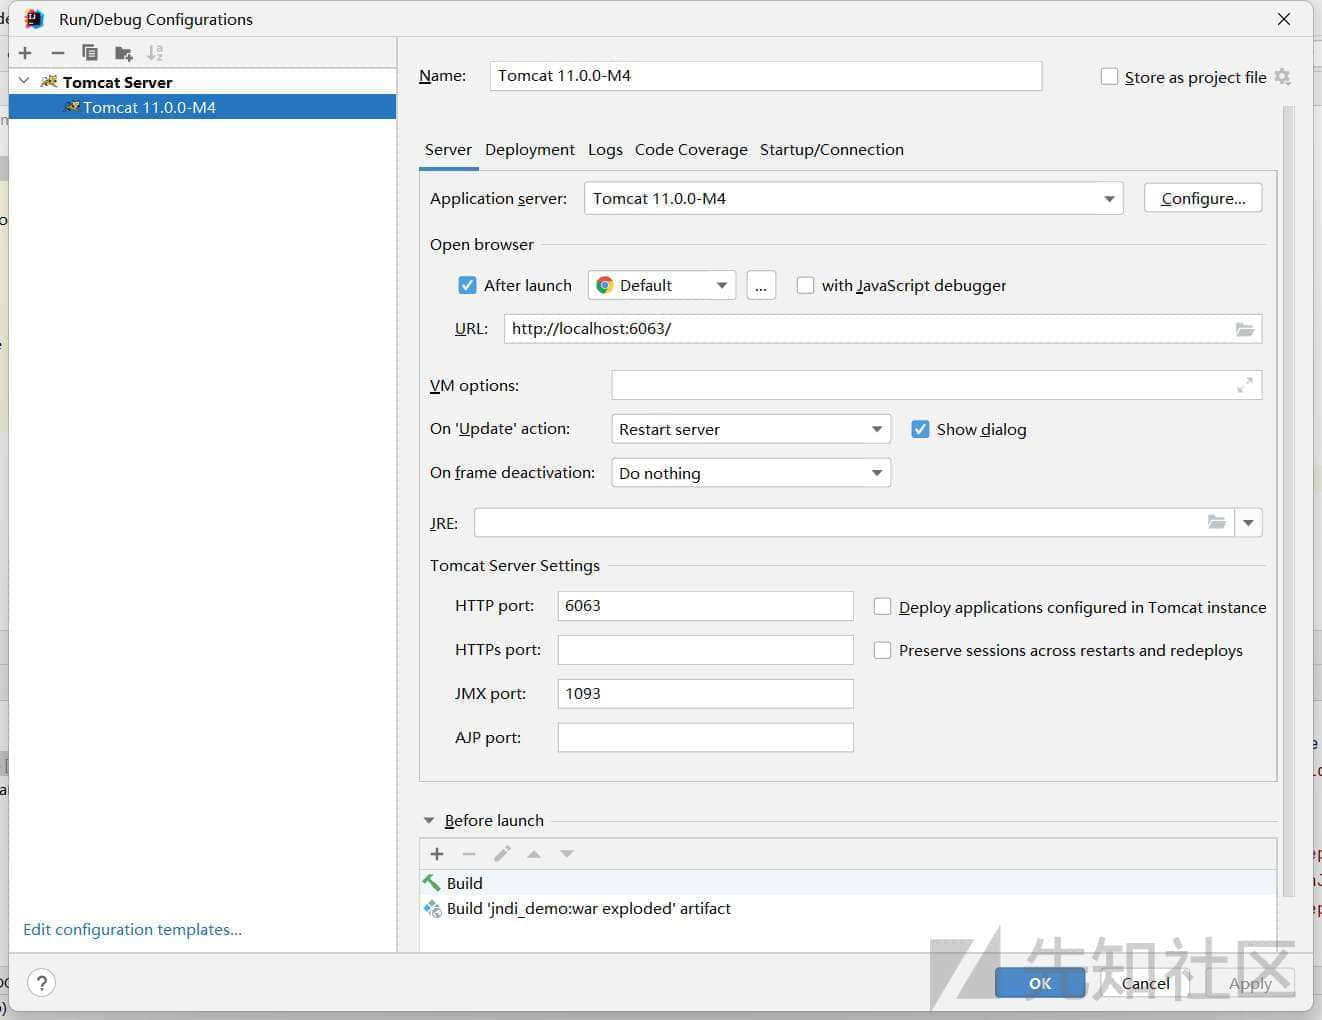 Run/Debug Configurations
Tomcat Server
Tomcat 11.0.0-M4
Edit configuration templates...
Name: Tomcat 11.0.0-M4 Store as project file
Server Deployment Logs Code Coverage Startup/Connection
Application server: Tomcat 11.0.0-M4 Configure...
Open browser
After launch Default ... with JavaScript debugger
URL: http://localhost:6063/
VM options:
On 'Update' action: Restart server Show dialog
On frame deactivation: Do nothing
JRE:
Tomcat Server Settings
HTTP port: 6063 Deploy applications configured in Tomcat instance
HTTPs port: Preserve sessions across restarts and redeploys
JMX port: 1093
AJP port:
Before launch
Build
Build 'jndi_demo:war exploded' artifact
? OK Cancel Apply
先知社区